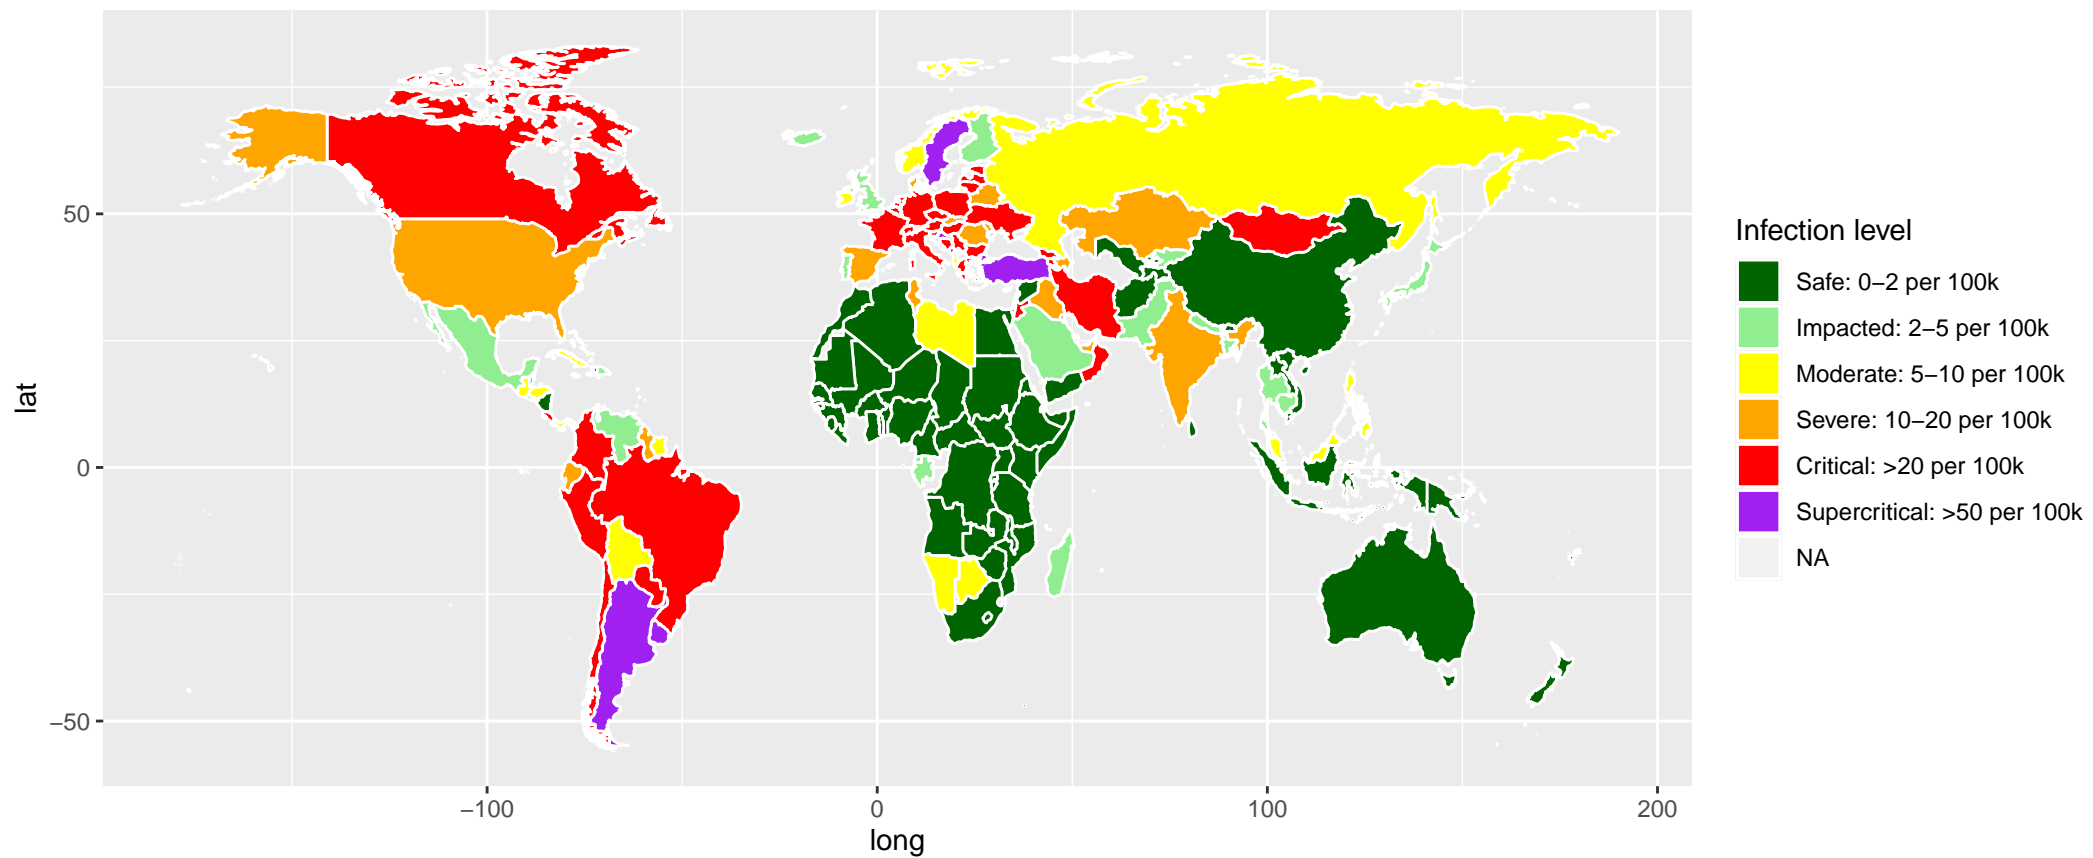 lat
50
0
−50
−100
0
100
200
long
Infection level
Safe: 0−2 per 100k
Impacted: 2−5 per 100k
Moderate: 5−10 per 100k
Severe: 10−20 per 100k
Critical: >20 per 100k
Supercritical: >50 per 100k
NA